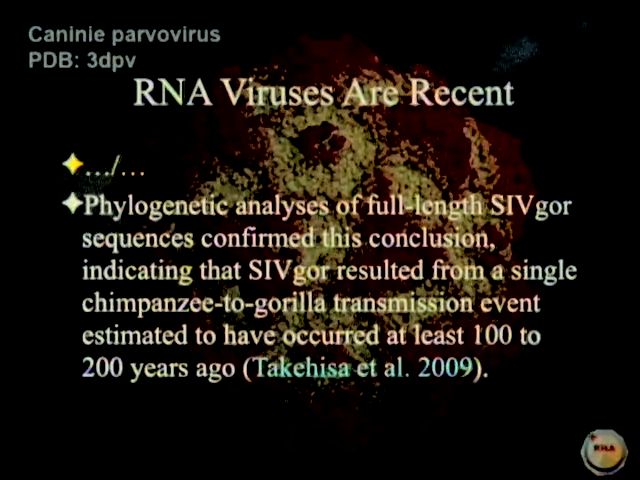 Caninie parvovirus
PDB: 3dpv
RNA Viruses Are Recent
.../...
Phylogenetic analyses of full-length SIVgor
sequences confirmed this conclusion,
indicating that SIVgor resulted from a single
chimpanzee-to-gorilla transmission event
estimated to have occurred at least 100 to
200 years ago (Takehisa et al. 2009).
RNA